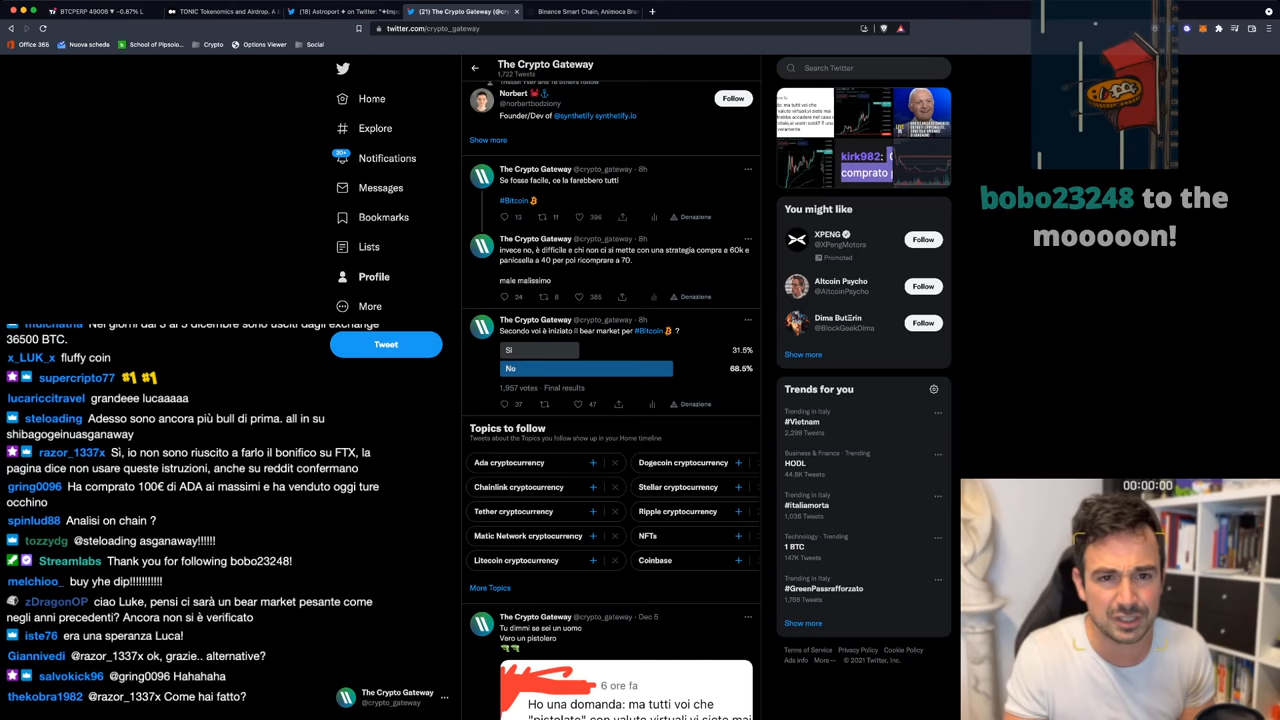 BTCPERP 49006 ▼ −0.87% L
TONIC Tokenomics and Airdrop. A
(18) Astroport ✦ on Twitter: "✦Imp
(21) The Crypto Gateway (@cr
Binance Smart Chain, Animoca Bra
twitter.com/crypto_gateway
Office 365
Nuova scheda
School of Pipsolo...
Crypto
Options Viewer
Social
Home
Explore
20+
Notifications
Messages
Bookmarks
Lists
Profile
More
Tweet
The Crypto Gateway
@crypto_gateway
36500 BTC.
x_LUK_x fluffy coin
supercripto77 #1 #1
lucariccitravel grandeee lucaaaaa
steloading Adesso sono ancora più bull di prima. all in su
shibagogeinuasganaway
razor_1337x Sì, io non sono riuscito a farlo il bonifico su FTX, la
pagina dice non usare queste istruzioni, anche su reddit confermano
gring0096 Ha comprato 100€ di ADA ai massimi e ha venduto oggi ture
occhino
spinlud88 Analisi on chain ?
tozzydg @steloading asganaway!!!!!!
Streamlabs Thank you for following bobo23248!
melchioo_ buy yhe dip!!!!!!!!!!
zDragonOP ciao Luke, pensi ci sarà un bear market pesante come
negli anni precedenti? Ancora non si è verificato
iste76 era una speranza Luca!
Giannivedi @razor_1337x ok, grazie.. alternative?
salvokick96 @gring0096 Hahahaha
thekobra1982 @razor_1337x Come hai fatto?
The Crypto Gateway
1,722 Tweets
Norbert
@norbertbodziony
Follow
Founder/Dev of @synthetify synthetify.io
Show more
The Crypto Gateway @crypto_gateway · 8h
Se fosse facile, ce la farebbero tutti
#Bitcoin
13 11 396 Donazione
The Crypto Gateway @crypto_gateway · 8h
invece no, è difficile e chi non ci si mette con una strategia compra a 60k e
panicsella a 40 per poi ricomprare a 70.
male malissimo
24 8 385 Donazione
The Crypto Gateway @crypto_gateway · 8h
Secondo voi è iniziato il bear market per #Bitcoin ?
Sì 31.5%
No 68.5%
1,957 votes · Final results
37 47 Donazione
Topics to follow
Tweets about the Topics you follow show up in your Home timeline
Ada cryptocurrency
Dogecoin cryptocurrency
Chainlink cryptocurrency
Stellar cryptocurrency
Tether cryptocurrency
Ripple cryptocurrency
Matic Network cryptocurrency
NFTs
Litecoin cryptocurrency
Coinbase
More Topics
The Crypto Gateway @crypto_gateway · Dec 5
Tu dimmi se sei un uomo
Vero un pistolero
6 ore fa
Ho una domanda: ma tutti voi che
"pistolate" con valute virtuali vi siete mai
Search Twitter
kirk982:
comprato
You might like
XPENG
@XPengMotors
Promoted
Follow
Altcoin Psycho
@AltcoinPsycho
Follow
Dima ButErin
@BlockGeekDima
Follow
Show more
Trends for you
Trending in Italy
#Vietnam
2,298 Tweets
Business & finance · Trending
HODL
44.8K Tweets
Trending in Italy
#italiamorta
1,036 Tweets
Technology · Trending
1 BTC
147K Tweets
Trending in Italy
#GreenPassrafforzato
1,768 Tweets
Show more
Terms of Service Privacy Policy Cookie Policy
Ads info More ··· © 2021 Twitter, Inc.
bobo23248 to the
mooooon!
00:00:00